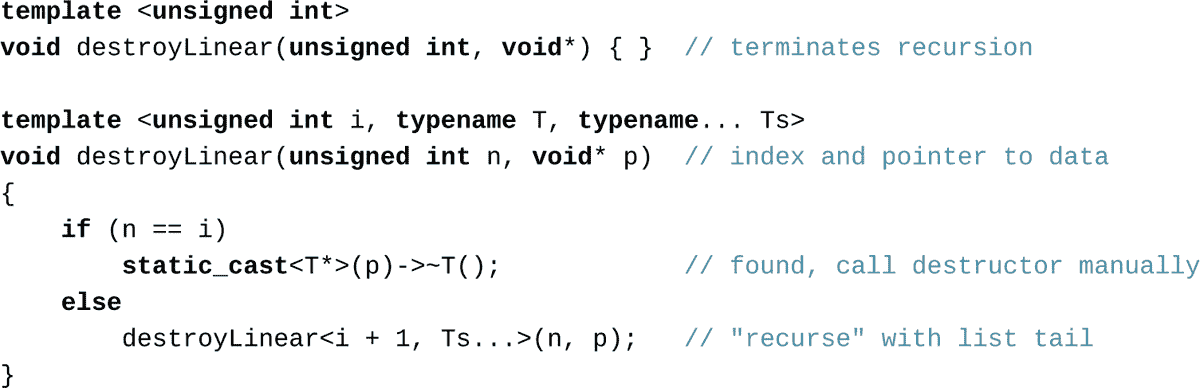 template <unsigned int>
void destroyLinear(unsigned int, void*) { }  // terminates recursion

template <unsigned int i, typename T, typename... Ts>
void destroyLinear(unsigned int n, void* p)  // index and pointer to data
{
    if (n == i)
        static_cast<T*>(p)->~T();            // found, call destructor manually
    else
        destroyLinear<i + 1, Ts...>(n, p);   // "recurse" with list tail
}